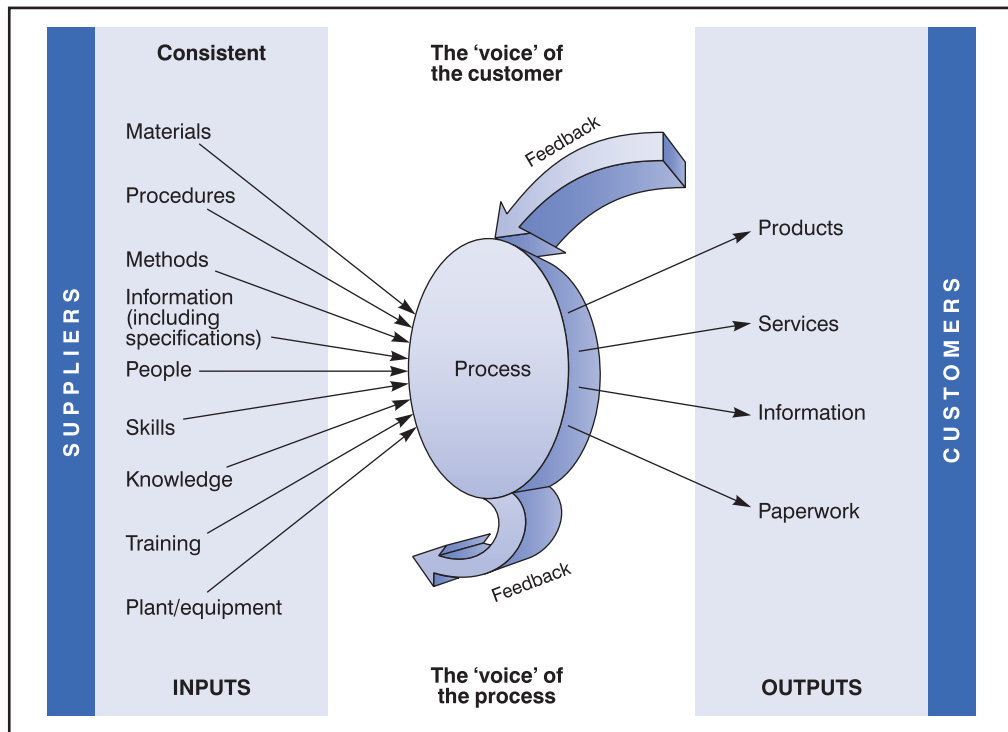 SUPPLIERS
Consistent
Materials
Procedures
Methods
Information
(including
specifications)
People
Skills
Knowledge
Training
Plant/equipment
INPUTS
The ‘voice’ of
the customer
Feedback
Process
Feedback
The ‘voice’ of
the process
Products
Services
Information
Paperwork
OUTPUTS
CUSTOMERS